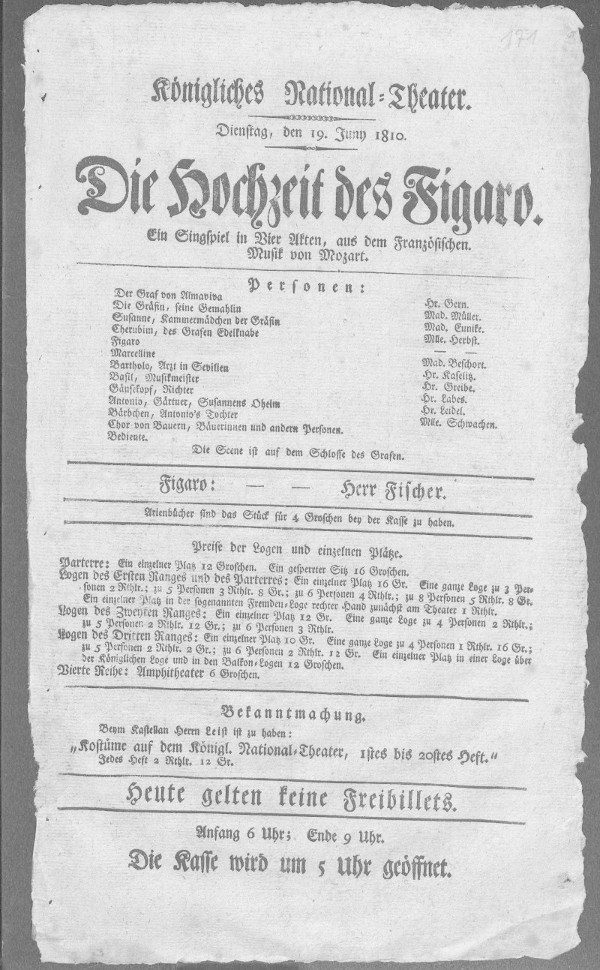 171
Königliches National-Theater.
Dienstag, den 19. Juny 1810.
Die Hochzeit des Figaro.
Ein Singspiel in Vier Akten, aus dem Französischen.
Musik von Mozart.
Personen:
Der Graf von Almaviva Hr. Gern.
Die Gräfin, seine Gemahlin Mad. Müller.
Susanne, Kammermädchen der Gräfin Mad. Eunike.
Cherubim, des Grafen Edelknabe Mlle. Herbst.
Figaro — —
Marcelline Mad. Beschort.
Bartholo, Arzt in Sevilien Hr. Kaselitz.
Basil, Musikmeister Hr. Greibe.
Gänsekopf, Richter Hr. Labes.
Antonio, Gärtner, Susannens Oheim Hr. Leidel.
Bärbchen, Antonio's Tochter Mlle. Schwachen.
Chor von Bauern, Bäuerinnen und andern Personen.
Bediente.
Die Scene ist auf dem Schlosse des Grafen.
Figaro: — — Herr Fischer.
Arienbücher sind das Stück für 4 Groschen bey der Kasse zu haben.
Preise der Logen und einzelnen Plätze.
Parterre: Ein einzelner Platz 12 Groschen. Ein gesperrter Sitz 16 Groschen.
Logen des Ersten Ranges und des Parterres: Ein einzelner Platz 16 Gr. Eine ganze Loge zu 3 Per-
sonen 2 Rthlr.; zu 5 Personen 3 Rthlr. 8 Gr.; zu 6 Personen 4 Rthlr.; zu 8 Personen 5 Rthlr. 8 Gr.
Ein einzelner Platz in der sogenannten Fremden-Loge rechter Hand zunächst am Theater 1 Rthlr.
Logen des Zweyten Ranges: Ein einzelner Platz 12 Gr. Eine ganze Loge zu 4 Personen 2 Rthlr.;
zu 5 Personen 2 Rthlr. 12 Gr.; zu 6 Personen 3 Rthlr.
Logen des Dritten Ranges: Ein einzelner Platz 10 Gr. Eine ganze Loge zu 4 Personen 1 Rthlr. 16 Gr.;
zu 5 Personen 2 Rthlr. 2 Gr.; zu 6 Personen 2 Rthlr. 12 Gr. Ein einzelner Platz in einer Loge über
der Königlichen Loge und in den Balkon-Logen 12 Groschen.
Vierte Reihe: Amphitheater 6 Groschen.
Bekanntmachung.
Beym Kastellan Herrn Leist ist zu haben:
„Kostüme auf dem Königl. National-Theater, 1stes bis 20stes Heft."
Jedes Heft 2 Rthlr. 12 Gr.
Heute gelten keine Freibillets.
Anfang 6 Uhr; Ende 9 Uhr.
Die Kasse wird um 5 Uhr geöffnet.